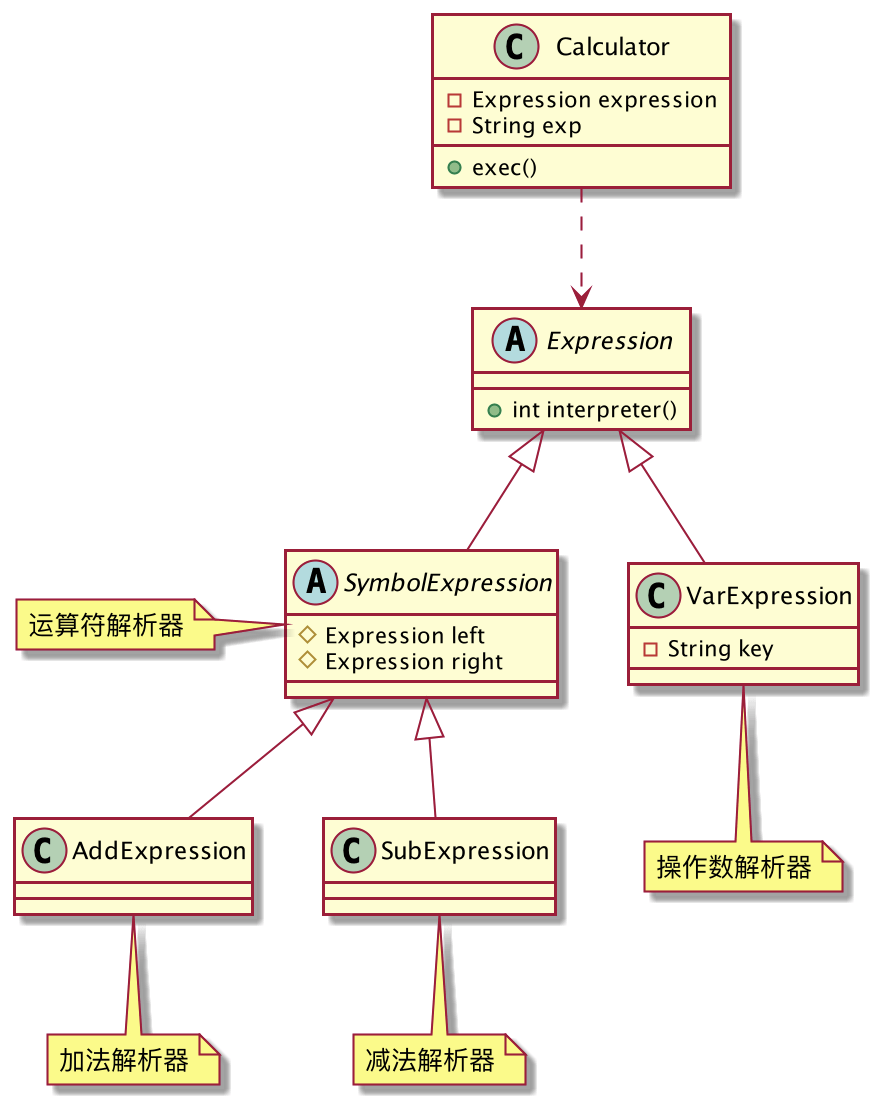 C Calculator
Expression expression
String exp
exec()
A Expression
int interpreter()
A SymbolExpression
Expression left
Expression right
运算符解析器
C VarExpression
String key
C AddExpression
C SubExpression
操作数解析器
加法解析器
减法解析器